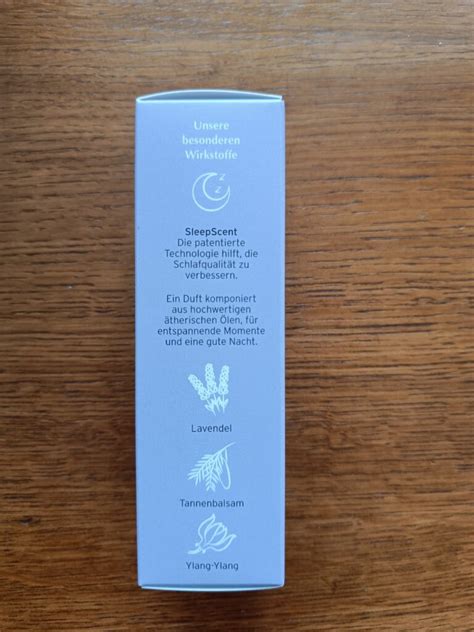 Unsere
besonderen
Wirkstoffe
z
z
SleepScent
Die patentierte
Technologie hilft, die
Schlafqualität zu
verbessern.
Ein Duft komponiert
aus hochwertigen
ätherischen Ölen, für
entspannende Momente
und eine gute Nacht.
Lavendel
Tannenbalsam
Ylang-Ylang